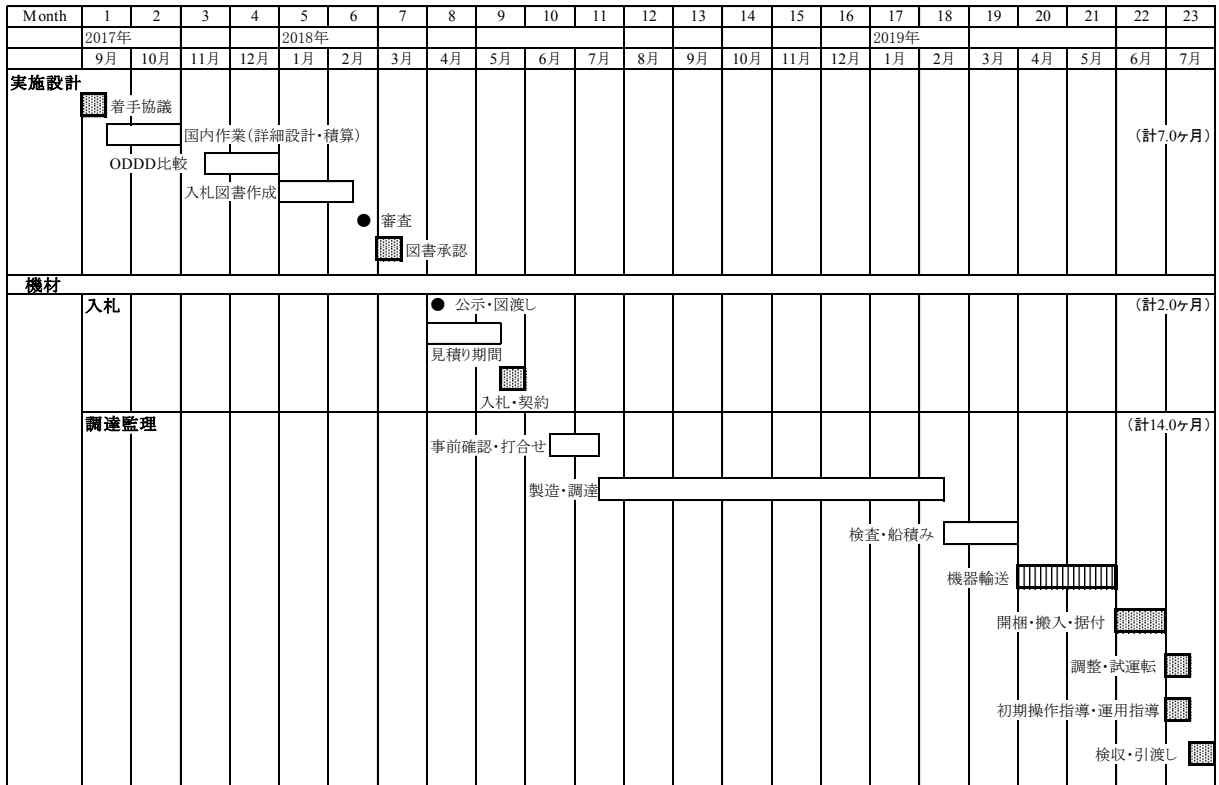 Month 1 2 3 4 5 6 7 8 9 10 11 12 13 14 15 16 17 18 19 20 21 22 23
2017年 2018年 2019年
9月 10月 11月 12月 1月 2月 3月 4月 5月 6月 7月 8月 9月 10月 11月 12月 1月 2月 3月 4月 5月 6月 7月
実施設計
着手協議
国内作業（詳細設計・積算） （計7.0ヶ月）
ODDD比較
入札図書作成
● 審査
図書承認
機材
入札 ● 公示・図渡し （計2.0ヶ月）
見積り期間
入札・契約
調達監理 （計14.0ヶ月）
事前確認・打合せ
製造・調達
検査・船積み
機器輸送
開梱・搬入・据付
調整・試運転
初期操作指導・運用指導
検収・引渡し